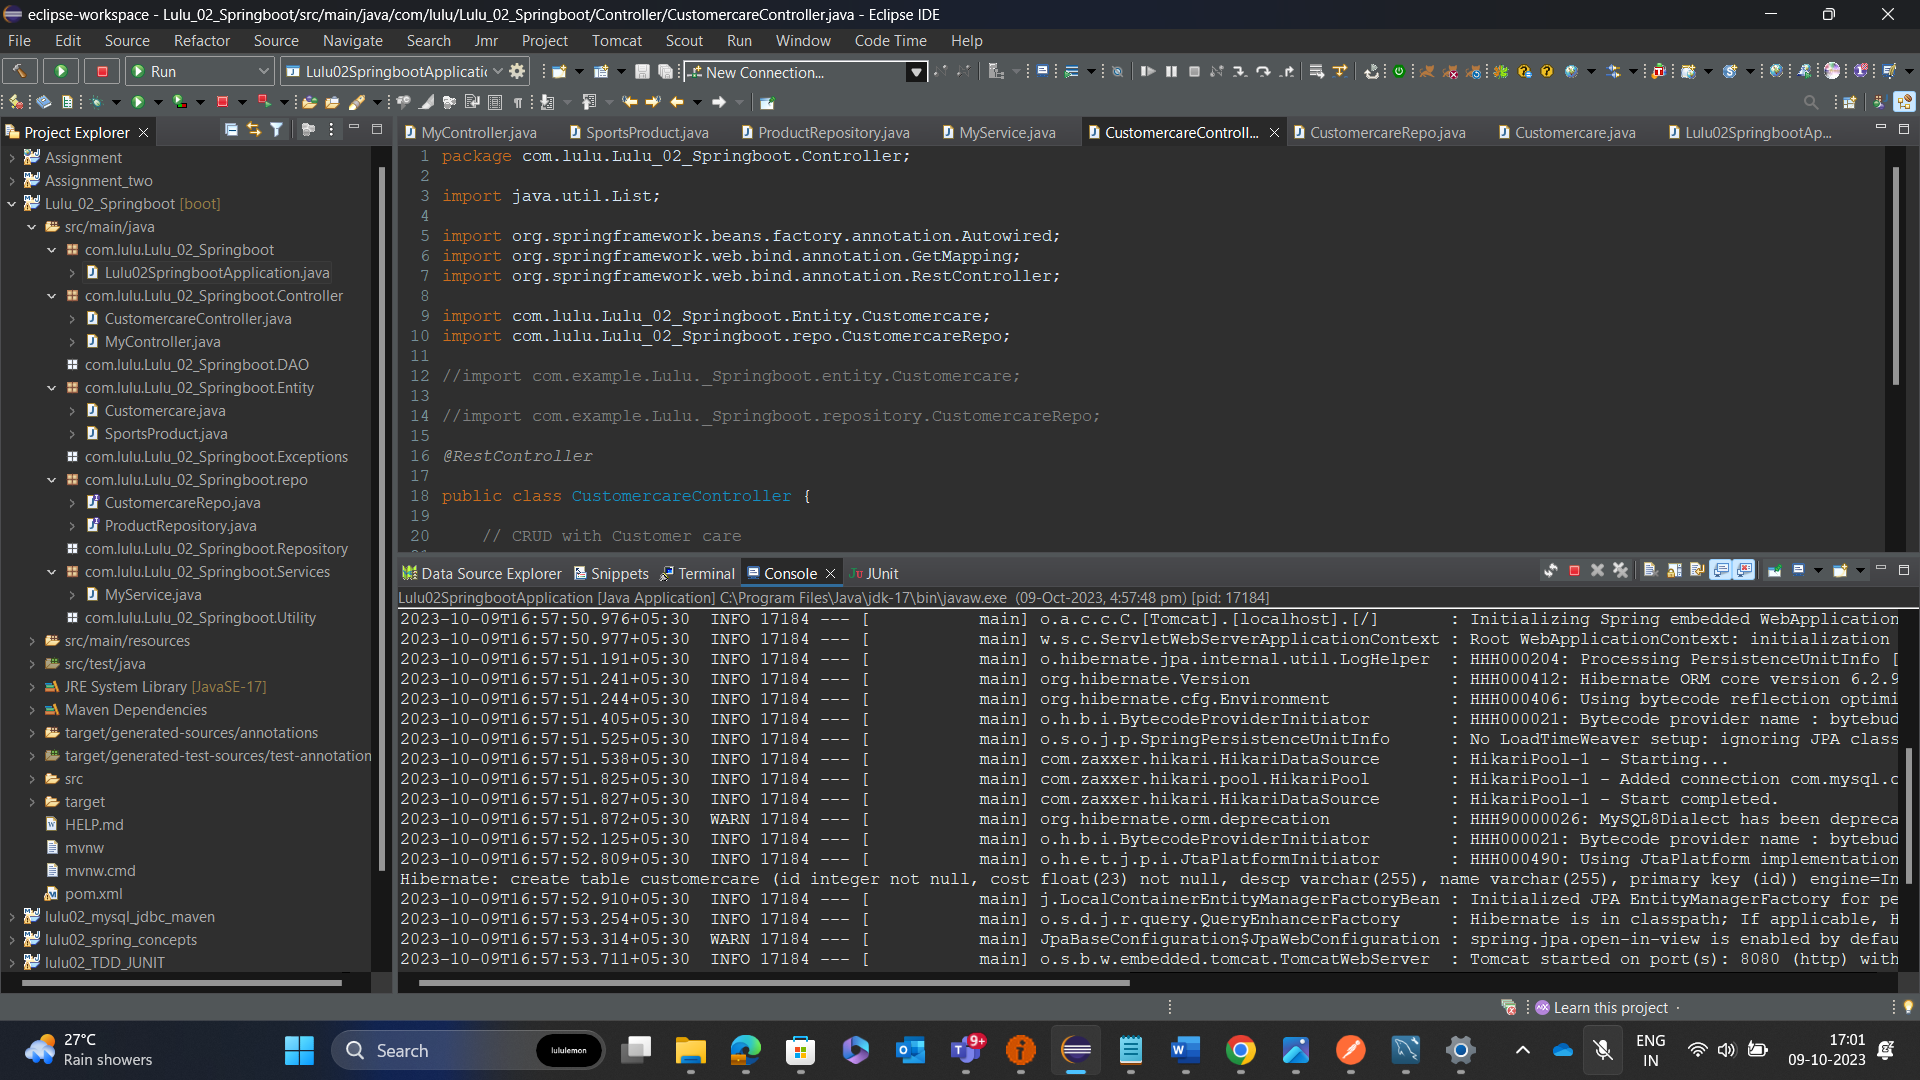 eclipse-workspace - Lulu_02_Springboot/src/main/java/com/lulu/Lulu_02_Springboot/Controller/CustomercareController.java - Eclipse IDE
File Edit Source Refactor Source Navigate Search Jmr Project Tomcat Scout Run Window Code Time Help
Run
Lulu02SpringbootApplicatic
New Connection...
Project Explorer
Assignment
Assignment_two
Lulu_02_Springboot [boot]
src/main/java
com.lulu.Lulu_02_Springboot
Lulu02SpringbootApplication.java
com.lulu.Lulu_02_Springboot.Controller
CustomercareController.java
MyController.java
com.lulu.Lulu_02_Springboot.DAO
com.lulu.Lulu_02_Springboot.Entity
Customercare.java
SportsProduct.java
com.lulu.Lulu_02_Springboot.Exceptions
com.lulu.Lulu_02_Springboot.repo
CustomercareRepo.java
ProductRepository.java
com.lulu.Lulu_02_Springboot.Repository
com.lulu.Lulu_02_Springboot.Services
MyService.java
com.lulu.Lulu_02_Springboot.Utility
src/main/resources
src/test/java
JRE System Library [JavaSE-17]
Maven Dependencies
target/generated-sources/annotations
target/generated-test-sources/test-annotation
src
target
HELP.md
mvnw
mvnw.cmd
pom.xml
lulu02_mysql_jdbc_maven
lulu02_spring_concepts
lulu02_TDD_JUNIT
MyController.java SportsProduct.java ProductRepository.java MyService.java CustomercareControll... CustomercareRepo.java Customercare.java Lulu02SpringbootAp...
1 package com.lulu.Lulu_02_Springboot.Controller;
2
3 import java.util.List;
4
5 import org.springframework.beans.factory.annotation.Autowired;
6 import org.springframework.web.bind.annotation.GetMapping;
7 import org.springframework.web.bind.annotation.RestController;
8
9 import com.lulu.Lulu_02_Springboot.Entity.Customercare;
10 import com.lulu.Lulu_02_Springboot.repo.CustomercareRepo;
11
12 //import com.example.Lulu._Springboot.entity.Customercare;
13
14 //import com.example.Lulu._Springboot.repository.CustomercareRepo;
15
16 @RestController
17
18 public class CustomercareController {
19
20 // CRUD with Customer care
Data Source Explorer Snippets Terminal Console JUnit
Lulu02SpringbootApplication [Java Application] C:\Program Files\Java\jdk-17\bin\javaw.exe (09-Oct-2023, 4:57:48 pm) [pid: 17184]
2023-10-09T16:57:50.976+05:30 INFO 17184 --- [ main] o.a.c.c.C.[Tomcat].[localhost].[/] : Initializing Spring embedded WebApplication
2023-10-09T16:57:50.977+05:30 INFO 17184 --- [ main] w.s.c.ServletWebServerApplicationContext : Root WebApplicationContext: initialization
2023-10-09T16:57:51.191+05:30 INFO 17184 --- [ main] o.hibernate.jpa.internal.util.LogHelper : HHH000204: Processing PersistenceUnitInfo [
2023-10-09T16:57:51.241+05:30 INFO 17184 --- [ main] org.hibernate.Version : HHH000412: Hibernate ORM core version 6.2.9
2023-10-09T16:57:51.244+05:30 INFO 17184 --- [ main] org.hibernate.cfg.Environment : HHH000406: Using bytecode reflection optimi
2023-10-09T16:57:51.405+05:30 INFO 17184 --- [ main] o.h.b.i.BytecodeProviderInitiator : HHH000021: Bytecode provider name : bytebud
2023-10-09T16:57:51.525+05:30 INFO 17184 --- [ main] o.s.o.j.p.SpringPersistenceUnitInfo : No LoadTimeWeaver setup: ignoring JPA class
2023-10-09T16:57:51.538+05:30 INFO 17184 --- [ main] com.zaxxer.hikari.HikariDataSource : HikariPool-1 - Starting...
2023-10-09T16:57:51.825+05:30 INFO 17184 --- [ main] com.zaxxer.hikari.pool.HikariPool : HikariPool-1 - Added connection com.mysql.c
2023-10-09T16:57:51.827+05:30 INFO 17184 --- [ main] com.zaxxer.hikari.HikariDataSource : HikariPool-1 - Start completed.
2023-10-09T16:57:51.872+05:30 WARN 17184 --- [ main] org.hibernate.orm.deprecation : HHH90000026: MySQL8Dialect has been depreca
2023-10-09T16:57:52.125+05:30 INFO 17184 --- [ main] o.h.b.i.BytecodeProviderInitiator : HHH000021: Bytecode provider name : bytebud
2023-10-09T16:57:52.809+05:30 INFO 17184 --- [ main] o.h.e.t.j.p.i.JtaPlatformInitiator : HHH000490: Using JtaPlatform implementation
Hibernate: create table customercare (id integer not null, cost float(23) not null, descp varchar(255), name varchar(255), primary key (id)) engine=In
2023-10-09T16:57:52.910+05:30 INFO 17184 --- [ main] j.LocalContainerEntityManagerFactoryBean : Initialized JPA EntityManagerFactory for pe
2023-10-09T16:57:53.254+05:30 INFO 17184 --- [ main] o.s.d.j.r.query.QueryEnhancerFactory : Hibernate is in classpath; If applicable, H
2023-10-09T16:57:53.314+05:30 WARN 17184 --- [ main] JpaBaseConfiguration$JpaWebConfiguration : spring.jpa.open-in-view is enabled by defau
2023-10-09T16:57:53.711+05:30 INFO 17184 --- [ main] o.s.b.w.embedded.tomcat.TomcatWebServer : Tomcat started on port(s): 8080 (http) with
Learn this project
27°C
Rain showers
Search
lululemon
9+
ENG
IN
17:01
09-10-2023